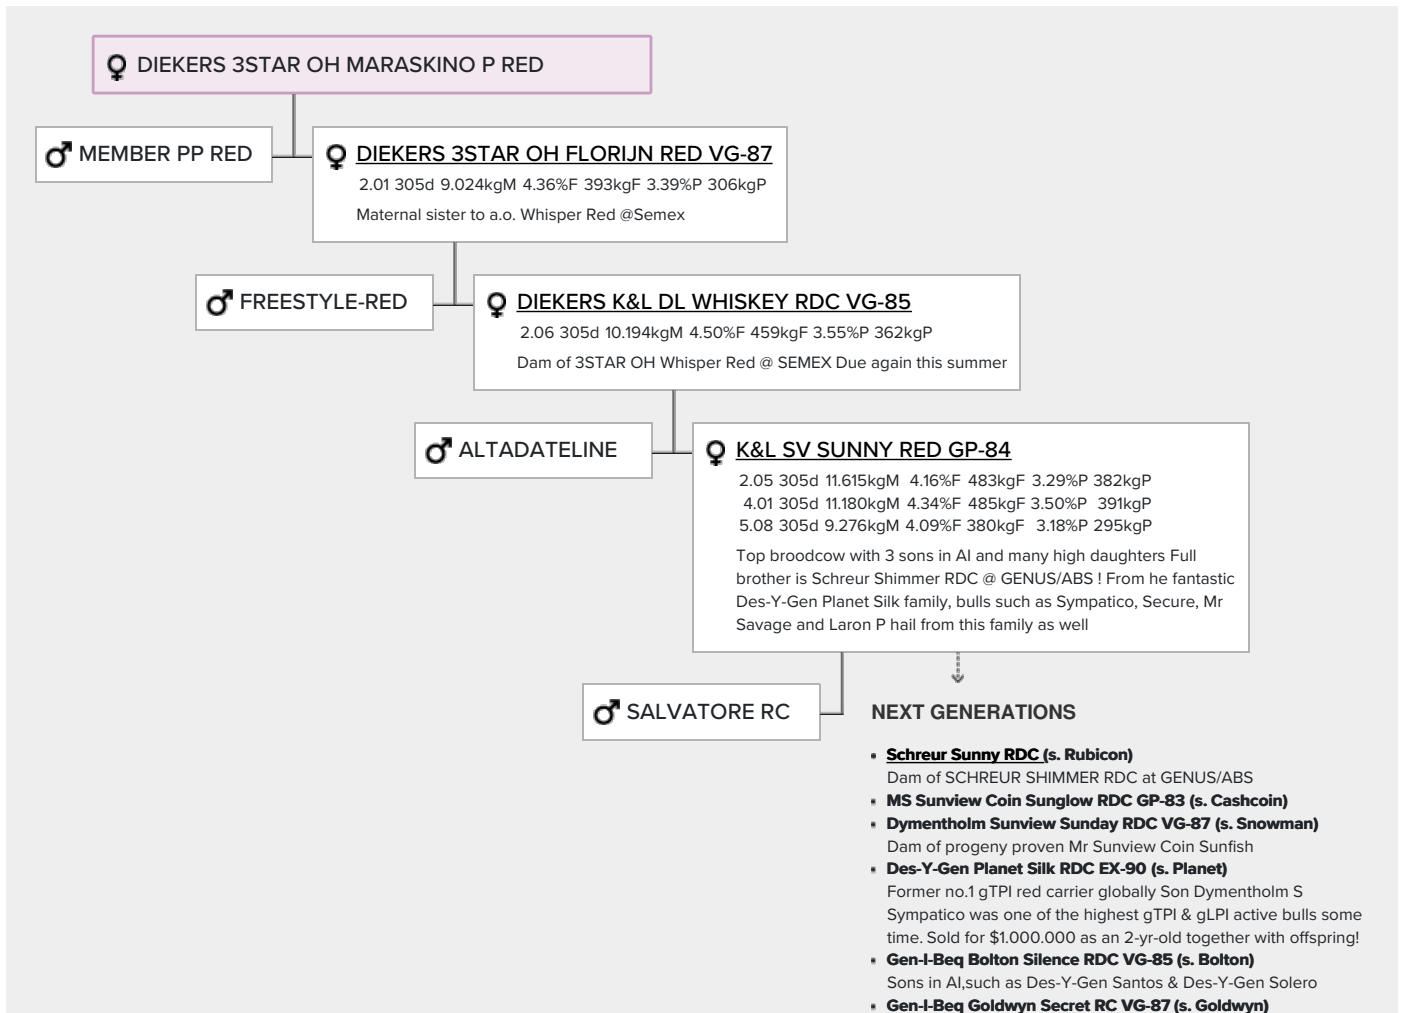 DIEKERS 3STAR OH MARASKINO P RED
MEMBER PP RED
DIEKERS 3STAR OH FLORIJN RED VG-87
2.01 305d 9.024kgM 4.36%F 393kgF 3.39%P 306kgP
Maternal sister to a.o. Whisper Red @Semex
FREESTYLE-RED
DIEKERS K&L DL WHISKEY RDC VG-85
2.06 305d 10.194kgM 4.50%F 459kgF 3.55%P 362kgP
Dam of 3STAR OH Whisper Red @ SEMEX Due again this summer
ALTADATELINE
K&L SV SUNNY RED GP-84
2.05 305d 11.615kgM 4.16%F 483kgF 3.29%P 382kgP
4.01 305d 11.180kgM 4.34%F 485kgF 3.50%P 391kgP
5.08 305d 9.276kgM 4.09%F 380kgF 3.18%P 295kgP
Top broodcow with 3 sons in AI and many high daughters Full
brother is Schreur Shimmer RDC @ GENUS/ABS ! From he fantastic
Des-Y-Gen Planet Silk family, bulls such as Sympatico, Secure, Mr
Savage and Laron P hail from this family as well
SALVATORE RC
NEXT GENERATIONS
Schreur Sunny RDC (s. Rubicon)
Dam of SCHREUR SHIMMER RDC at GENUS/ABS
MS Sunview Coin Sunglow RDC GP-83 (s. Cashcoin)
Dymentholm Sunview Sunday RDC VG-87 (s. Snowman)
Dam of progeny proven Mr Sunview Coin Sunfish
Des-Y-Gen Planet Silk RDC EX-90 (s. Planet)
Former no.1 gTPI red carrier globally Son Dymentholm S
Sympatico was one of the highest gTPI & gLPI active bulls some
time. Sold for $1.000.000 as an 2-yr-old together with offspring!
Gen-I-Beq Bolton Silence RDC VG-85 (s. Bolton)
Sons in AI,such as Des-Y-Gen Santos & Des-Y-Gen Solero
Gen-I-Beq Goldwyn Secret RC VG-87 (s. Goldwyn)